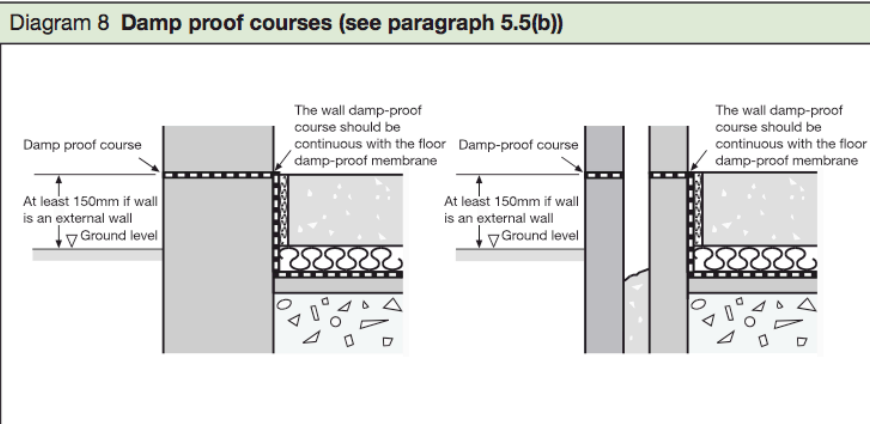 Diagram 8 Damp proof courses (see paragraph 5.5(b))
The wall damp-proof
course should be
continuous with the floor
damp-proof membrane
Damp proof course
At least 150mm if wall
is an external wall
Ground level
The wall damp-proof
course should be
continuous with the floor
damp-proof membrane
Damp-proof course
At least 150mm if wall
is an external wall
Ground level